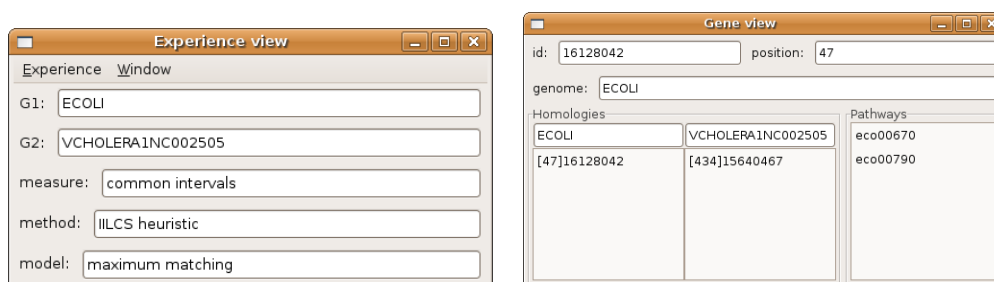 Experience view
Experience Window
G1: ECOLI
G2: VCHOLERA1NC002505
measure: common intervals
method: IILCS heuristic
model: maximum matching
Gene view
id: 16128042 position: 47
genome: ECOLI
Homologies Pathways
ECOLI VCHOLERA1NC002505 eco00670
[47]16128042 [434]15640467 eco00790